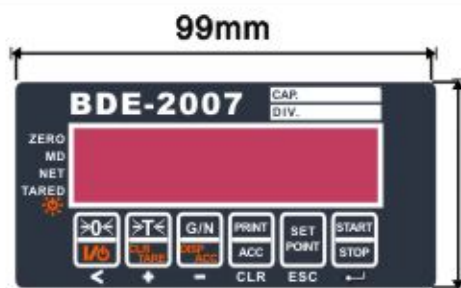 99mm
BDE-2007
CAP.
DIV.
ZERO
MD
NET
TARED
>0< >T< G/N PRINT SET POINT START
I/⏻ CLR TARE DISP ACC ACC STOP
< + - CLR ESC ↵